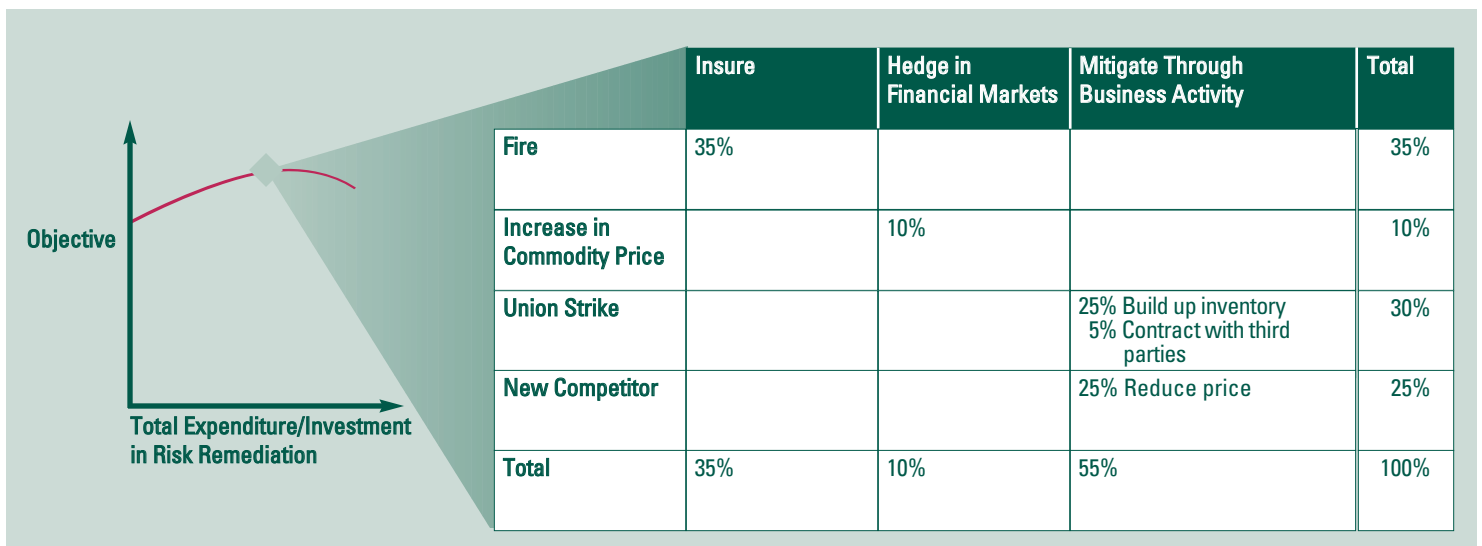 Objective
Total Expenditure/Investment
in Risk Remediation
Insure
Hedge in
Financial Markets
Mitigate Through
Business Activity
Total
Fire
35%
35%
Increase in
Commodity Price
10%
10%
Union Strike
25% Build up inventory
5% Contract with third
parties
30%
New Competitor
25% Reduce price
25%
Total
35%
10%
55%
100%